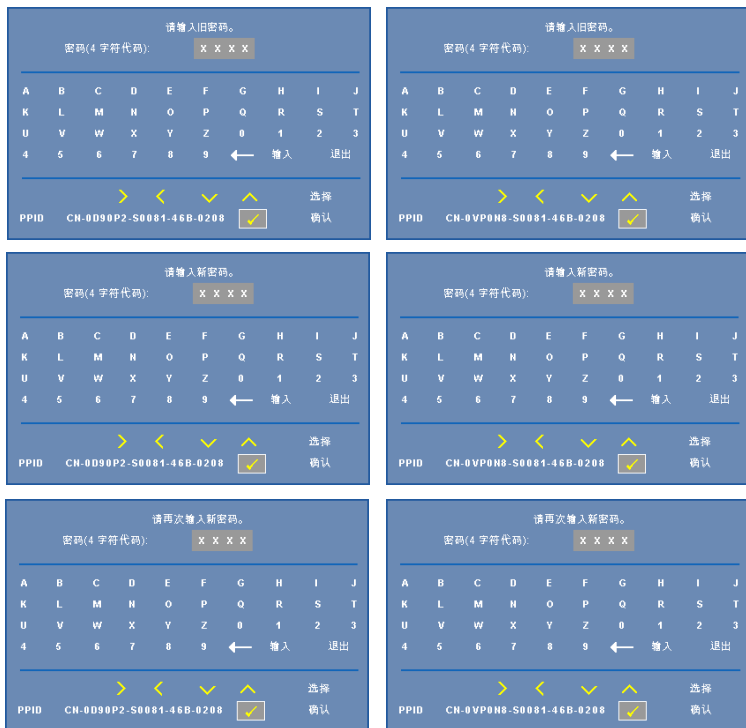 请输入旧密码。
密码(4 字符代码): X X X X
A B C D E F G H I J
K L M N O P Q R S T
U V W X Y Z 0 1 2 3
4 5 6 7 8 9 输入 退出
选择
PPID CN-0D90P2-S0081-46B-0208 确认
请输入旧密码。
密码(4 字符代码): X X X X
A B C D E F G H I J
K L M N O P Q R S T
U V W X Y Z 0 1 2 3
4 5 6 7 8 9 输入 退出
选择
PPID CN-0VP0N8-S0081-46B-0208 确认
请输入新密码。
密码(4 字符代码): X X X X
A B C D E F G H I J
K L M N O P Q R S T
U V W X Y Z 0 1 2 3
4 5 6 7 8 9 输入 退出
选择
PPID CN-0D90P2-S0081-46B-0208 确认
请输入新密码。
密码(4 字符代码): X X X X
A B C D E F G H I J
K L M N O P Q R S T
U V W X Y Z 0 1 2 3
4 5 6 7 8 9 输入 退出
选择
PPID CN-0VP0N8-S0081-46B-0208 确认
请再次输入新密码。
密码(4 字符代码): X X X X
A B C D E F G H I J
K L M N O P Q R S T
U V W X Y Z 0 1 2 3
4 5 6 7 8 9 输入 退出
选择
PPID CN-0D90P2-S0081-46B-0208 确认
请再次输入新密码。
密码(4 字符代码): X X X X
A B C D E F G H I J
K L M N O P Q R S T
U V W X Y Z 0 1 2 3
4 5 6 7 8 9 输入 退出
选择
PPID CN-0VP0N8-S0081-46B-0208 确认